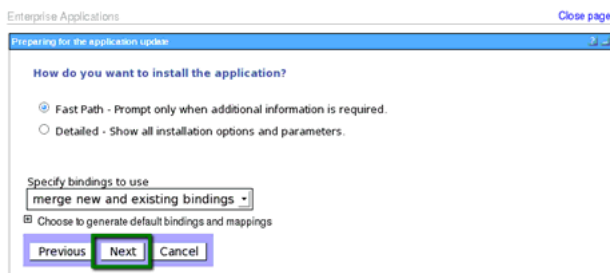 Enterprise Applications Close page
Preparing for the application update ? –
How do you want to install the application?
Fast Path - Prompt only when additional information is required.
Detailed - Show all installation options and parameters.
Specify bindings to use
merge new and existing bindings
Choose to generate default bindings and mappings
Previous Next Cancel